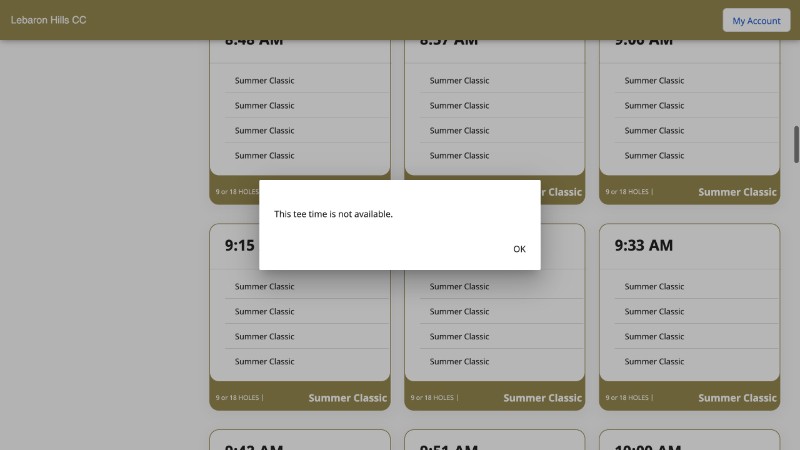 Lebaron Hills CC
My Account
8:48 AM
8:57 AM
9:06 AM
Summer Classic
Summer Classic
Summer Classic
Summer Classic
Summer Classic
Summer Classic
Summer Classic
Summer Classic
Summer Classic
Summer Classic
Summer Classic
Summer Classic
9 or 18 HOLES
Classic
9 or 18 HOLES |
Summer Classic
This tee time is not available.
OK
9:15
9:33 AM
Summer Classic
Summer Classic
Summer Classic
Summer Classic
Summer Classic
Summer Classic
Summer Classic
Summer Classic
Summer Classic
Summer Classic
Summer Classic
Summer Classic
9 or 18 HOLES |
Summer Classic
9 or 18 HOLES |
Summer Classic
9 or 18 HOLES |
Summer Classic
9:42 AM
9:51 AM
10:00 AM